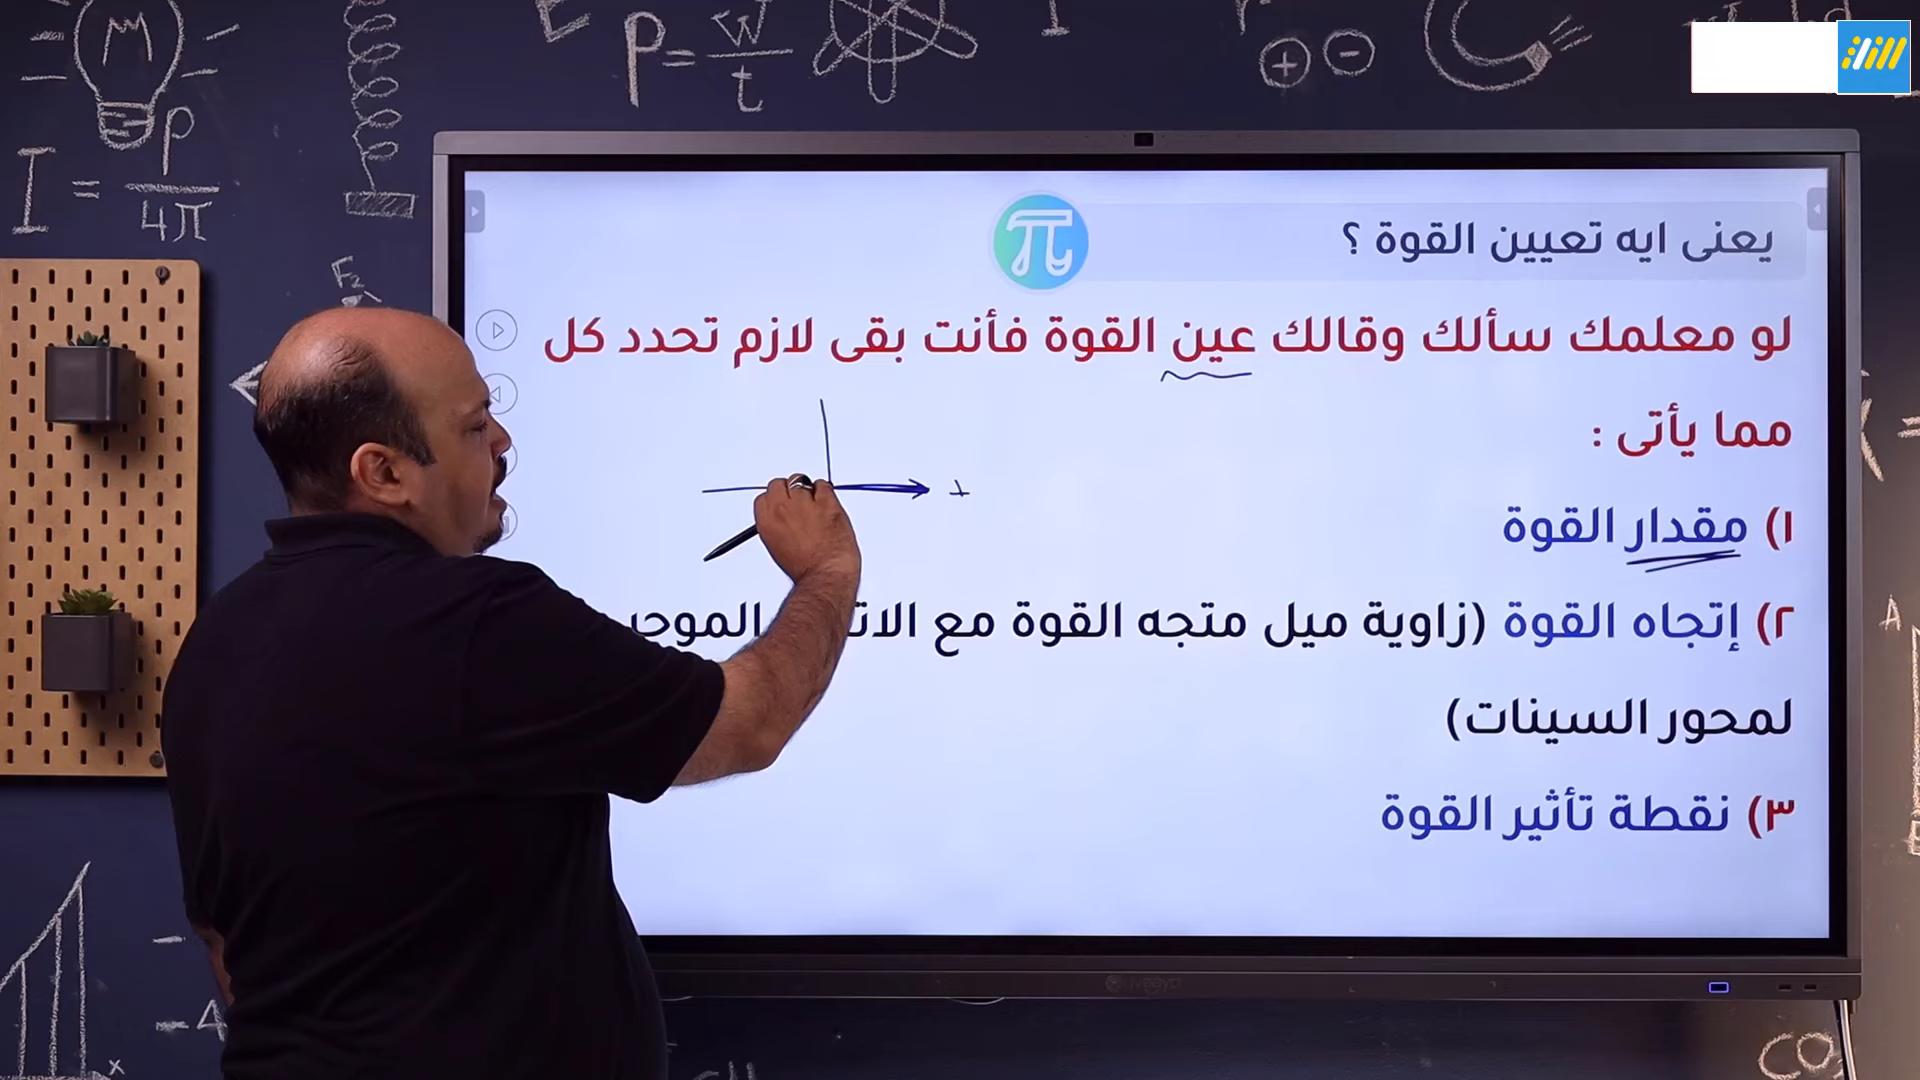 P = W/t
I = P/4π
F₂
يعنى ايه تعيين القوة ؟
لو معلمك سألك وقالك عين القوة فأنت بقى لازم تحدد كل
مما يأتى :
+
١) مقدار القوة
٢) إتجاه القوة (زاوية ميل متجه القوة مع
لمحور السينات)
٣) نقطة تأثير القوة
A
x